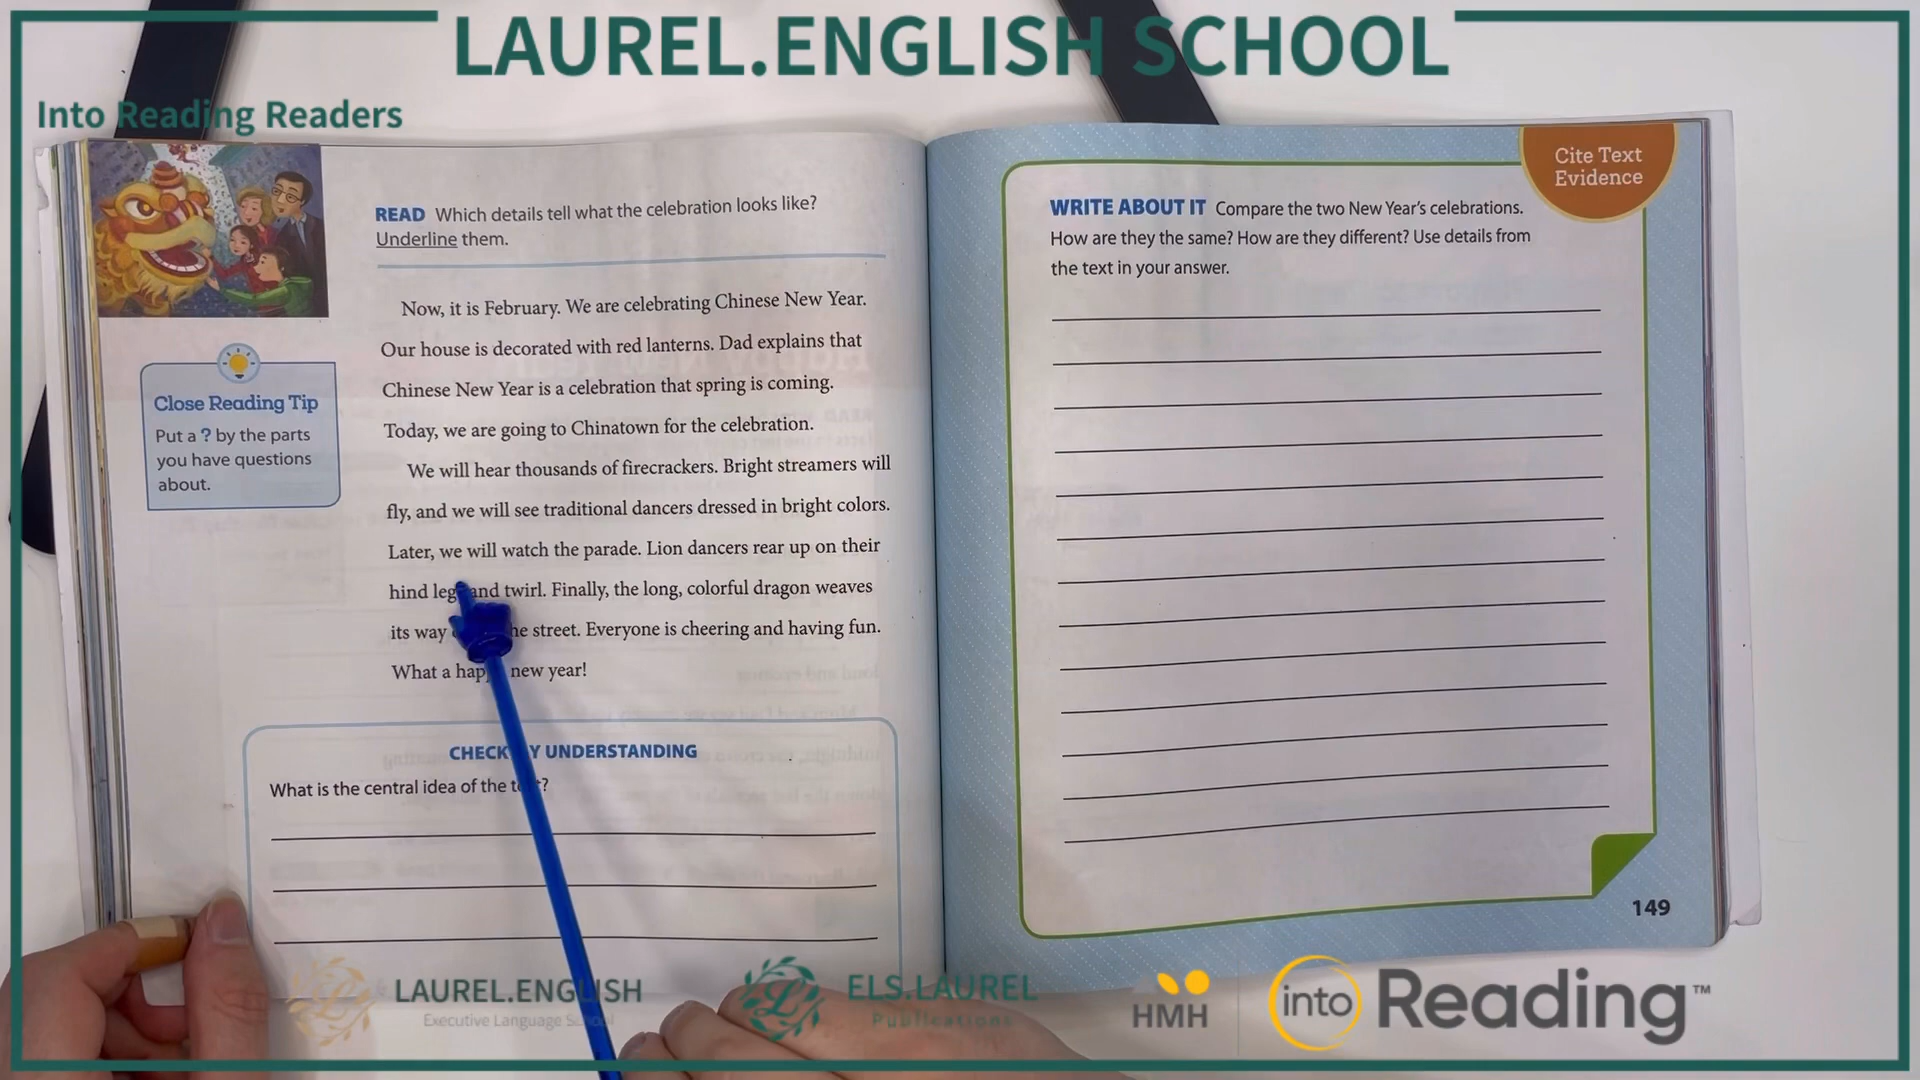 LAUREL.ENGLISH SCHOOL
Into Reading Readers
READ Which details tell what the celebration looks like?
Underline them.
Now, it is February. We are celebrating Chinese New Year.
Our house is decorated with red lanterns. Dad explains that
Chinese New Year is a celebration that spring is coming.
Today, we are going to Chinatown for the celebration.
We will hear thousands of firecrackers. Bright streamers will
fly, and we will see traditional dancers dressed in bright colors.
Later, we will watch the parade. Lion dancers rear up on their
hind leg and twirl. Finally, the long, colorful dragon weaves
its way he street. Everyone is cheering and having fun.
What a hap new year!
Close Reading Tip
Put a ? by the parts
you have questions
about.
CHECK Y UNDERSTANDING
What is the central idea of the t ?
Cite Text
Evidence
WRITE ABOUT IT Compare the two New Year's celebrations.
How are they the same? How are they different? Use details from
the text in your answer.
149
LAUREL.ENGLISH
Executive Language School
ELS.LAUREL
Publications
HMH
into Reading™